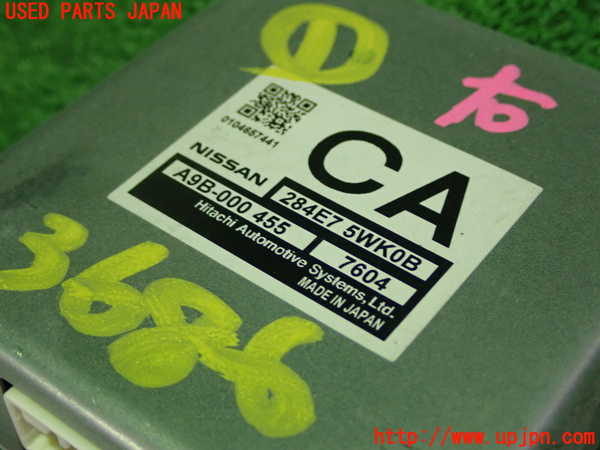 USED PARTS JAPAN
①
右
0104657441
CA
NISSAN
284E7 5WK0B
A9B-000 455
7604
Hitachi Automotive Systems, Ltd.
MADE IN JAPAN
3686
http://www.upjpn.com/